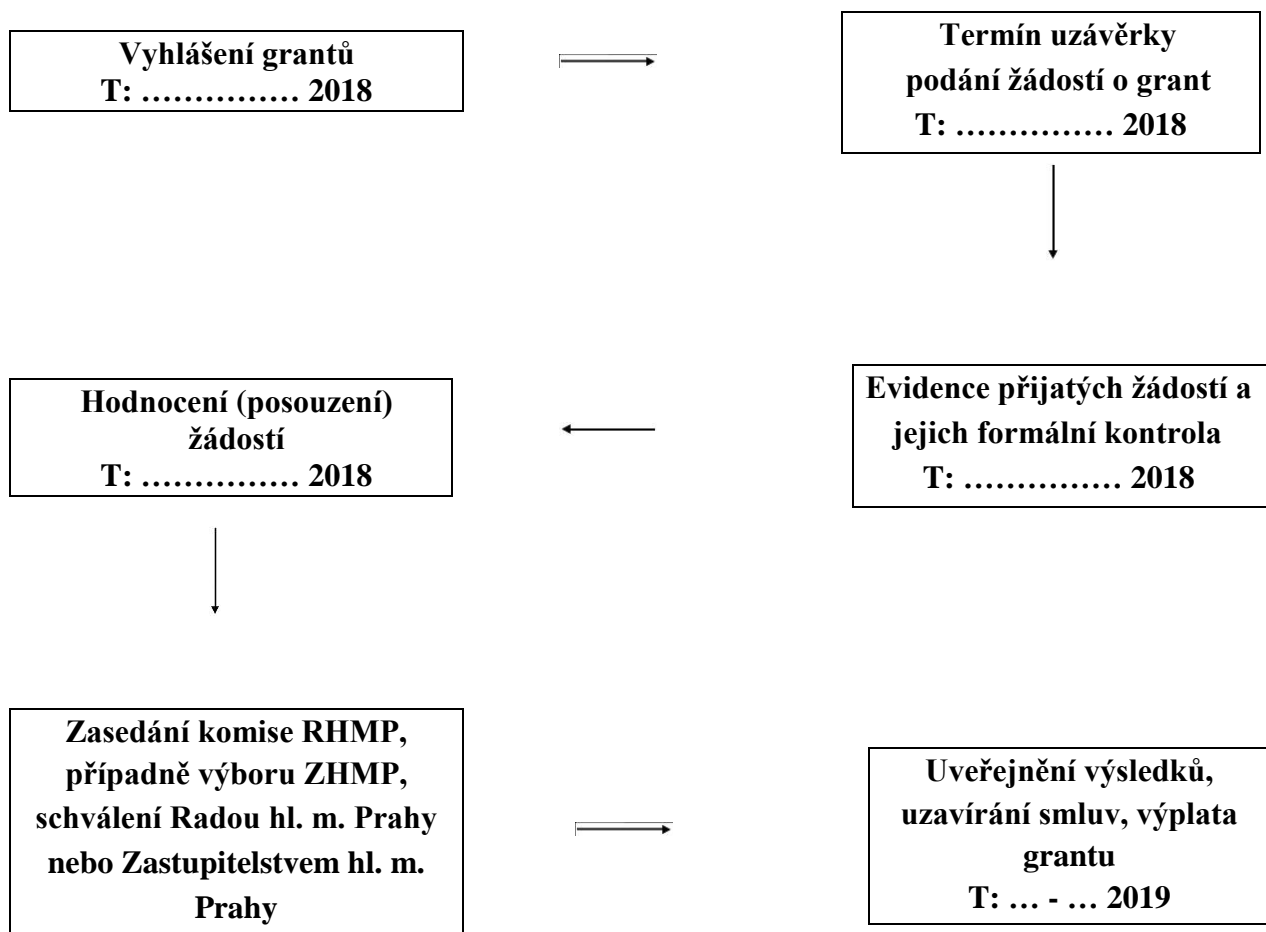 Vyhlášení grantů
T: …………… 2018
Termín uzávěrky
podání žádostí o grant
T: …………… 2018
Evidence přijatých žádostí a
jejich formální kontrola
T: …………… 2018
Hodnocení (posouzení)
žádostí
T: …………… 2018
Zasedání komise RHMP,
případně výboru ZHMP,
schválení Radou hl. m. Prahy
nebo Zastupitelstvem hl. m.
Prahy
Uveřejnění výsledků,
uzavírání smluv, výplata
grantu
T: … - … 2019